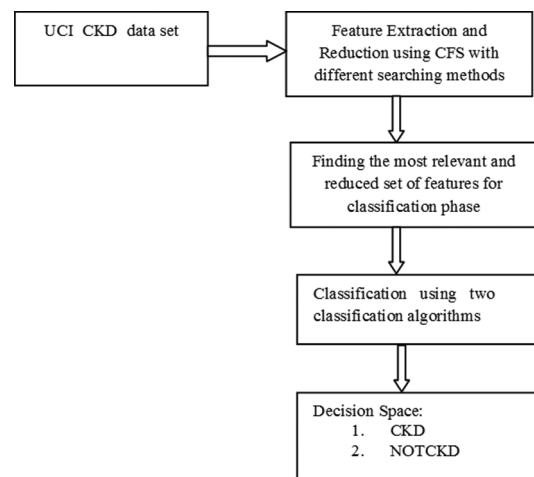 UCI CKD data set
Feature Extraction and
Reduction using CFS with
different searching methods
Finding the most relevant and
reduced set of features for
classification phase
Classification using two
classification algorithms
Decision Space:
1. CKD
2. NOTCKD